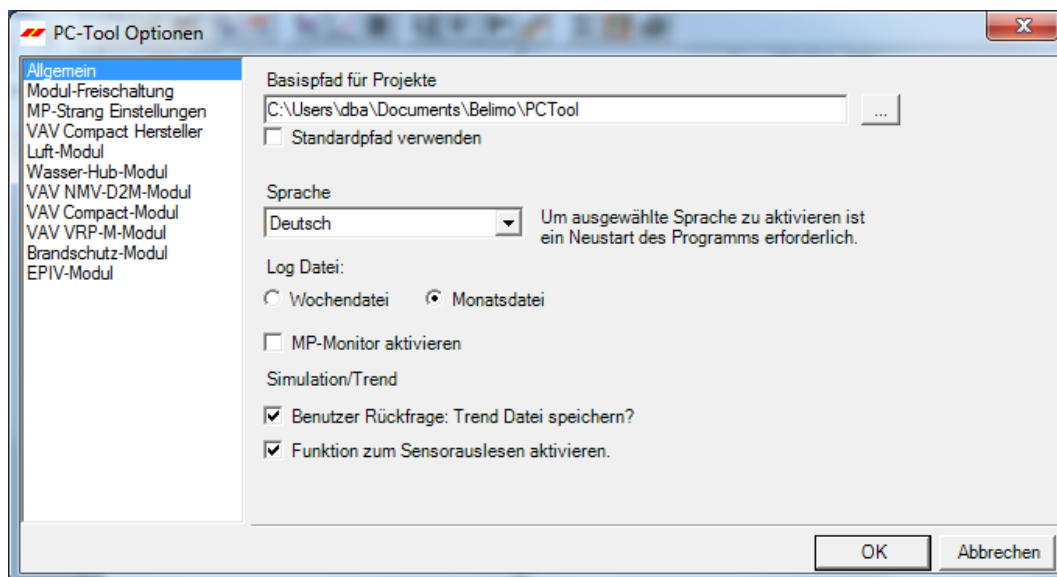 PC-Tool Optionen
Allgemein
Modul-Freischaltung
MP-Strang Einstellungen
VAV Compact Hersteller
Luft-Modul
Wasser-Hub-Modul
VAV NMV-D2M-Modul
VAV Compact-Modul
VAV VRP-M-Modul
Brandschutz-Modul
EPIV-Modul
Basispfad für Projekte
C:\Users\dba\Documents\Belimo\PCTool
...
Standardpfad verwenden
Sprache
Deutsch
Um ausgewählte Sprache zu aktivieren ist
ein Neustart des Programms erforderlich.
Log Datei:
Wochendatei Monatsdatei
MP-Monitor aktivieren
Simulation/Trend
Benutzer Rückfrage: Trend Datei speichern?
Funktion zum Sensorauslesen aktivieren.
OK Abbrechen